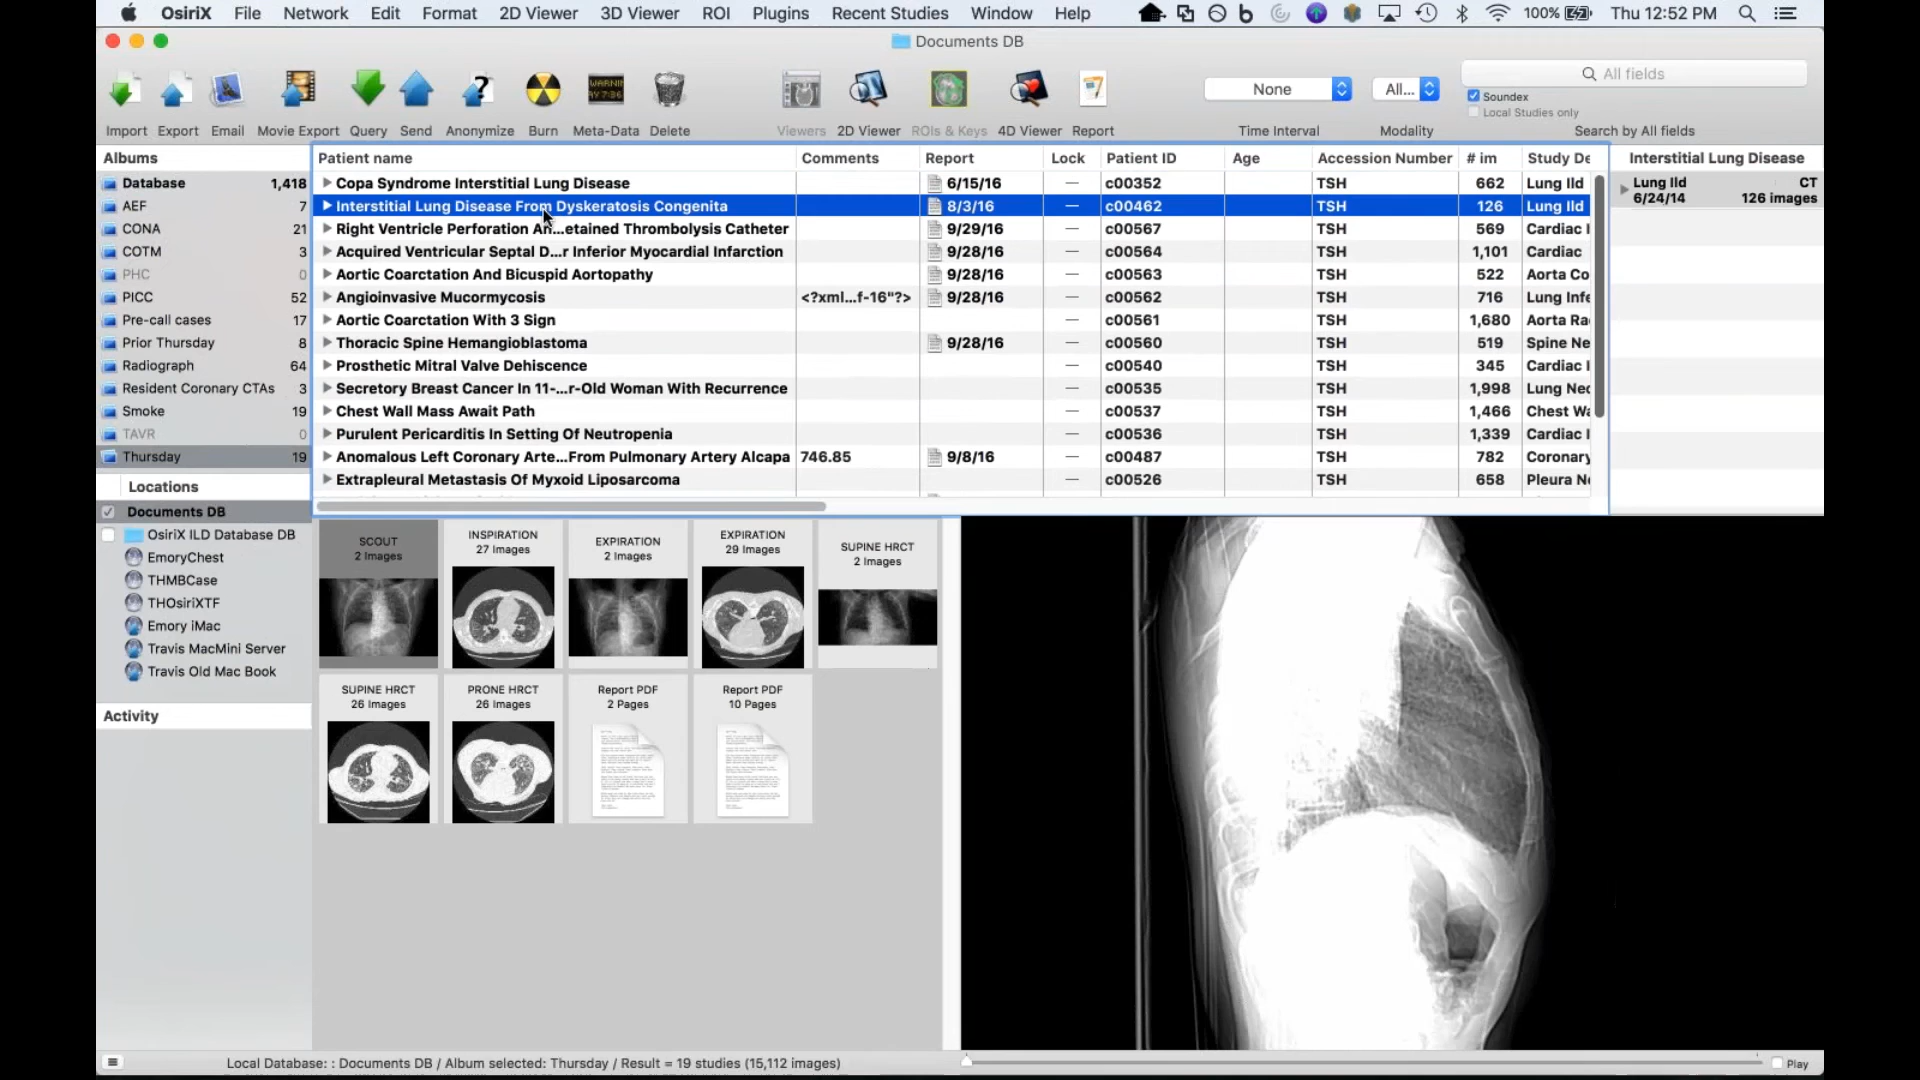 OsiriX File Network Edit Format 2D Viewer 3D Viewer ROI Plugins Recent Studies Window Help 100% Thu 12:52 PM
Documents DB
None All... All fields
Soundex
Local Studies only
Import Export Email Movie Export Query Send Anonymize Burn Meta-Data Delete Viewers 2D Viewer ROIs & Keys 4D Viewer Report Time Interval Modality Search by All fields
Albums
Database 1,418
AEF 7
CONA 21
COTM 3
PHC 0
PICC 52
Pre-call cases 17
Prior Thursday 8
Radiograph 64
Resident Coronary CTAs 3
Smoke 19
TAVR 0
Thursday 19
Locations
Documents DB
OsiriX ILD Database DB
EmoryChest
THMBCase
THOsiriXTF
Emory iMac
Travis MacMini Server
Travis Old Mac Book
Activity
Patient name Comments Report Lock Patient ID Age Accession Number # im Study De
Copa Syndrome Interstitial Lung Disease 6/15/16 — c00352 TSH 662 Lung Ild
Interstitial Lung Disease From Dyskeratosis Congenita 8/3/16 — c00462 TSH 126 Lung Ild
Right Ventricle Perforation An...etained Thrombolysis Catheter 9/29/16 — c00567 TSH 569 Cardiac I
Acquired Ventricular Septal D...r Inferior Myocardial Infarction 9/28/16 — c00564 TSH 1,101 Cardiac
Aortic Coarctation And Bicuspid Aortopathy 9/28/16 — c00563 TSH 522 Aorta Co
Angioinvasive Mucormycosis <?xml...f-16"?> 9/28/16 — c00562 TSH 716 Lung Infe
Aortic Coarctation With 3 Sign — c00561 TSH 1,680 Aorta Ra
Thoracic Spine Hemangioblastoma 9/28/16 — c00560 TSH 519 Spine Ne
Prosthetic Mitral Valve Dehiscence — c00540 TSH 345 Cardiac I
Secretory Breast Cancer In 11-...r-Old Woman With Recurrence — c00535 TSH 1,998 Lung Neo
Chest Wall Mass Await Path — c00537 TSH 1,466 Chest Wa
Purulent Pericarditis In Setting Of Neutropenia — c00536 TSH 1,339 Cardiac I
Anomalous Left Coronary Arte...From Pulmonary Artery Alcapa 746.85 9/8/16 — c00487 TSH 782 Coronary
Extrapleural Metastasis Of Myxoid Liposarcoma — c00526 TSH 658 Pleura Ne
Interstitial Lung Disease
Lung Ild CT
6/24/14 126 images
SCOUT
2 Images
INSPIRATION
27 Images
EXPIRATION
2 Images
EXPIRATION
29 Images
SUPINE HRCT
2 Images
SUPINE HRCT
26 Images
PRONE HRCT
26 Images
Report PDF
2 Pages
Report PDF
10 Pages
Local Database: : Documents DB / Album selected: Thursday / Result = 19 studies (15,112 images)
Play